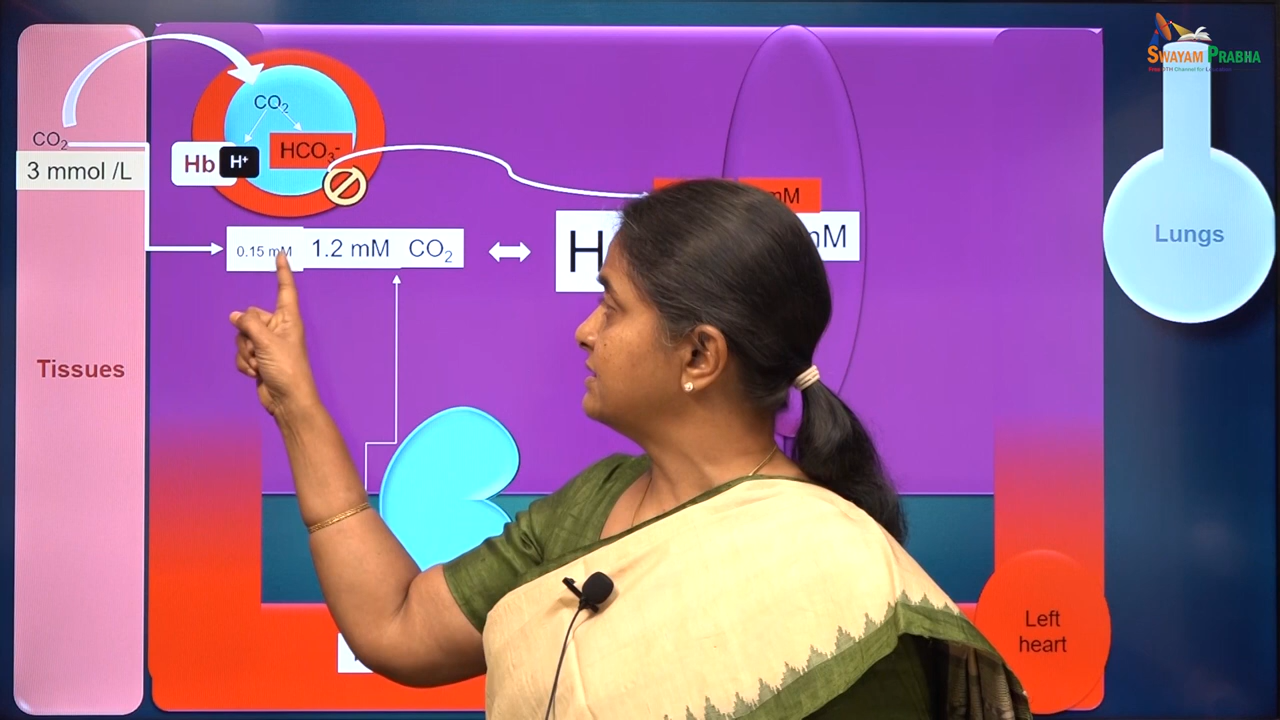 SWAYAM PRABHA
CO₂
CO₂
3 mmol /L
Hb
H⁺
HCO₃⁻
mM
0.15 mM 1.2 mM CO₂
H
mM
Lungs
Tissues
Left
heart